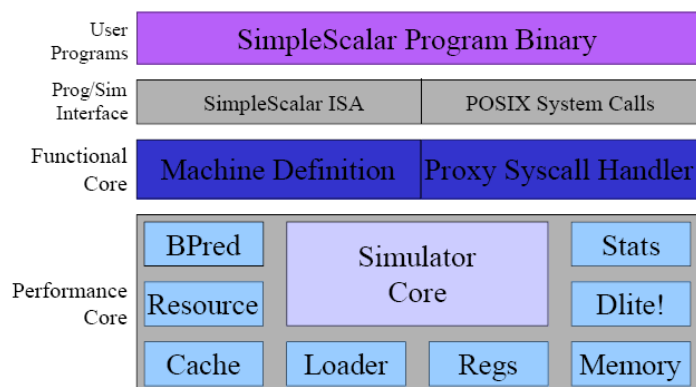 User
Programs
SimpleScalar Program Binary
Prog/Sim
Interface
SimpleScalar ISA
POSIX System Calls
Functional
Core
Machine Definition
Proxy Syscall Handler
Performance
Core
BPred
Simulator
Core
Stats
Resource
Dlite!
Cache
Loader
Regs
Memory